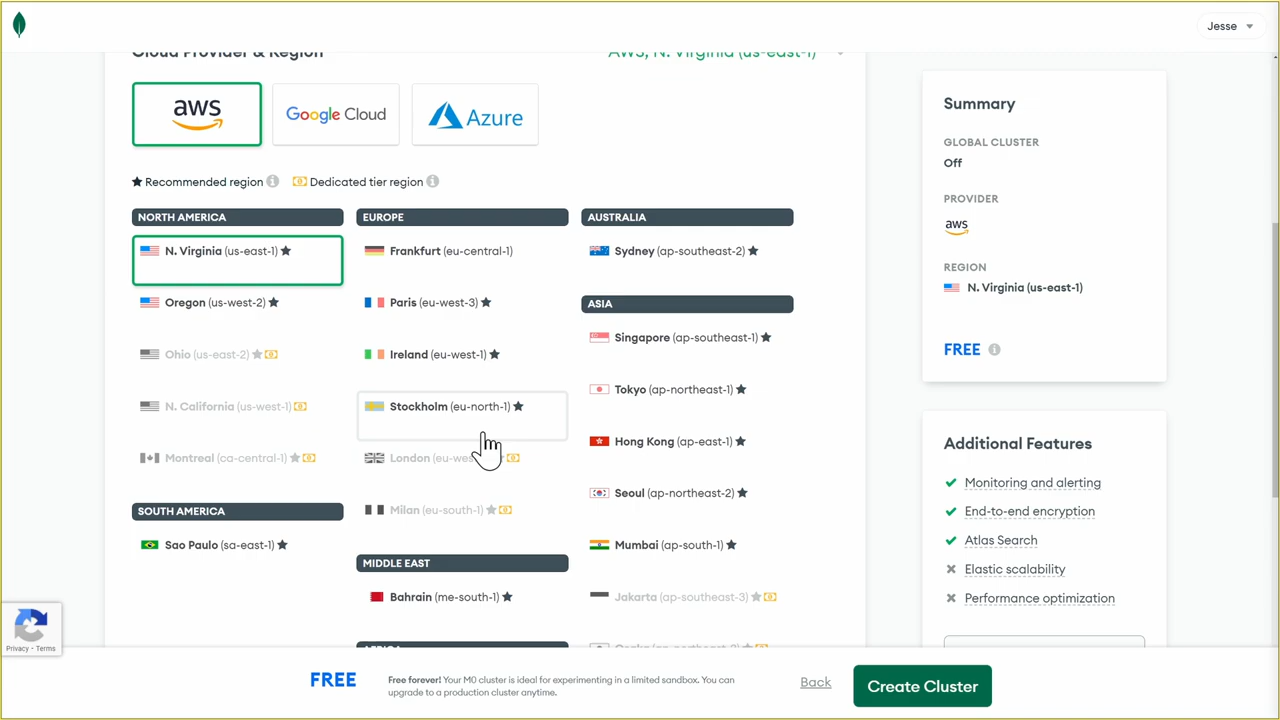 Jesse
Cloud Provider & Region
AWS, N. Virginia (us-east-1)
aws
Google Cloud
Azure
Recommended region
Dedicated tier region
NORTH AMERICA
N. Virginia (us-east-1)
Oregon (us-west-2)
Ohio (us-east-2)
N. California (us-west-1)
Montreal (ca-central-1)
SOUTH AMERICA
Sao Paulo (sa-east-1)
EUROPE
Frankfurt (eu-central-1)
Paris (eu-west-3)
Ireland (eu-west-1)
Stockholm (eu-north-1)
London
Milan (eu-south-1)
MIDDLE EAST
Bahrain (me-south-1)
AFRICA
AUSTRALIA
Sydney (ap-southeast-2)
ASIA
Singapore (ap-southeast-1)
Tokyo (ap-northeast-1)
Hong Kong (ap-east-1)
Seoul (ap-northeast-2)
Mumbai (ap-south-1)
Jakarta (ap-southeast-3)
Summary
GLOBAL CLUSTER
Off
PROVIDER
aws
REGION
N. Virginia (us-east-1)
FREE
Additional Features
Monitoring and alerting
End-to-end encryption
Atlas Search
Elastic scalability
Performance optimization
Privacy - Terms
FREE
Free forever! Your M0 cluster is ideal for experimenting in a limited sandbox. You can
upgrade to a production cluster anytime.
Back
Create Cluster